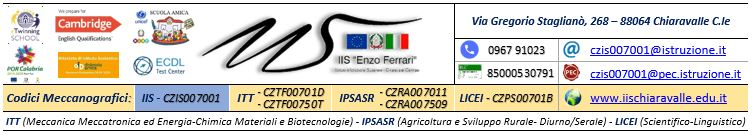 Twinning
SCHOOL
We prepare for
Cambridge
English Qualifications
SCUOLA AMICA
unicef
POR Calabria
ECDL
Test Center
IIS "Enzo Ferrari"
Via Gregorio Staglianò, 268 – 88064 Chiaravalle C.le
0967 91023
czis007001@istruzione.it
85000530791
PEC
czis007001@pec.istruzione.it
Codici Meccanografici: IIS - CZIS007001
ITT - CZTF00701D
- CZTF00750T
IPSASR - CZRA007011
- CZRA007509
LICEI - CZPS00701B
www.iischiaravalle.edu.it
ITT (Meccanica Meccatronica ed Energia-Chimica Materiali e Biotecnologie) - IPSASR (Agricoltura e Sviluppo Rurale- Diurno/Serale) - LICEI (Scientifico-Linguistico)